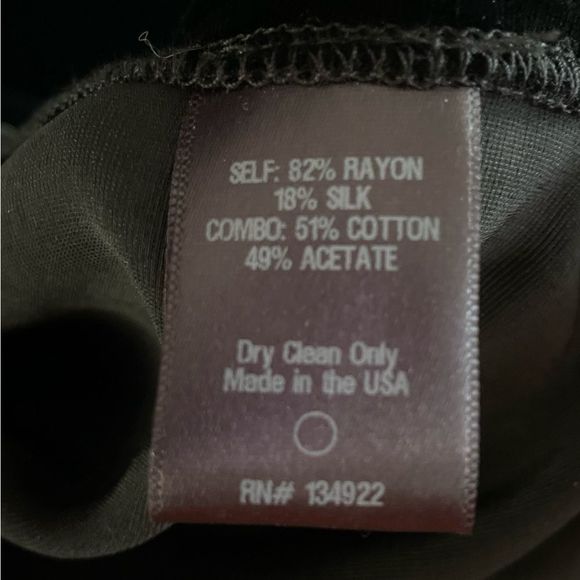 SELF: 82% RAYON
18% SILK
COMBO: 51% COTTON
49% ACETATE
Dry Clean Only
Made in the USA
RN# 134922